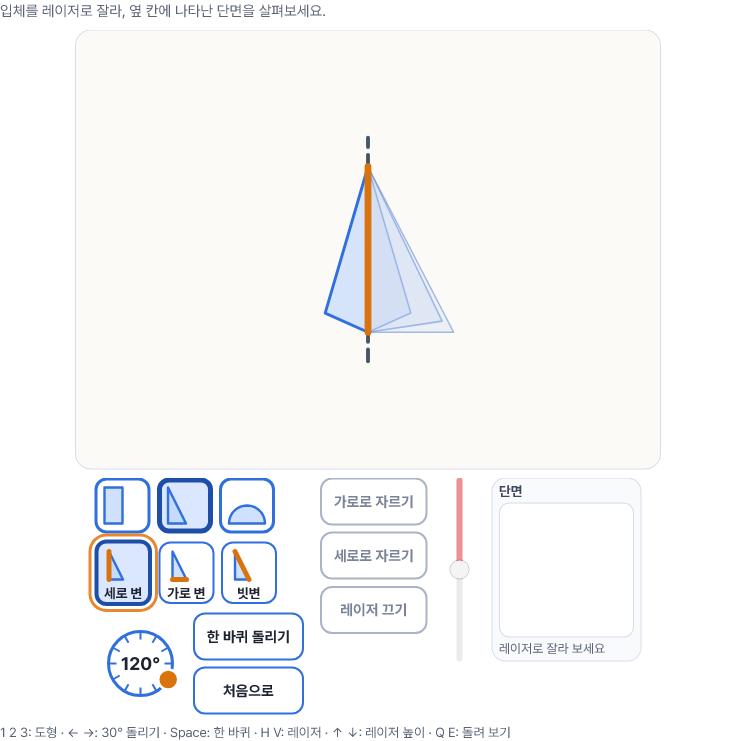 입체를 레이저로 잘라, 옆 칸에 나타난 단면을 살펴보세요.
가로로 자르기
세로로 자르기
레이저 끄기
단면
레이저로 잘라 보세요
세로 변
가로 변
빗변
120°
한 바퀴 돌리기
처음으로
1 2 3: 도형 · ← →: 30° 돌리기 · Space: 한 바퀴 · H V: 레이저 · ↑ ↓: 레이저 높이 · Q E: 돌려 보기